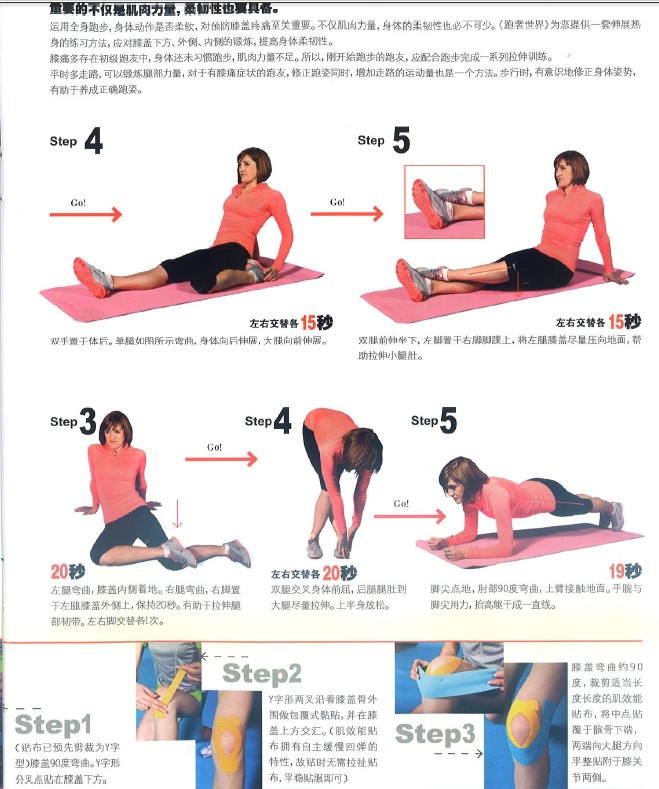 重要的不仅是肌肉力量，柔韧性也要具备。
运用全身跑步，身体动作是否柔软，对预防膝盖疼痛至关重要。不仅肌肉力量，身体的柔韧性也必不可少。《跑者世界》为您提供一套伸展热
身的练习方法，应对膝盖下方、外侧、内侧的锻炼，提高身体柔韧性。
膝痛多存在初级跑友中，身体还未习惯跑步，肌肉力量不足。所以，刚开始跑步的跑友，应配合跑步完成一系列拉伸训练。
平时多走路，可以锻炼腿部力量，对于有膝痛症状的跑友，修正跑姿同时，增加走路的运动量也是一个方法。步行时，有意识地修正身体姿势，
有助于养成正确跑姿。
Step 4
Go!
左右交替各15秒
双手置于体后。单腿如图所示弯曲，身体向后伸展，大腿向前伸展。
Go!
Step 5
左右交替各15秒
双腿前伸坐下，左脚置于右脚脚踝上，将左腿膝盖尽量压向地面，帮
助拉伸小腿肚。
Step 3
Go!
20秒
左腿弯曲，膝盖内侧着地。右腿弯曲，右脚置
于左腿膝盖外侧上，保持20秒。有助于拉伸腿
部韧带。左右脚交替各1次。
Step 4
Go!
左右交替各20秒
双腿交叉身体前屈，后腿腿肚到
大腿尽量拉伸。上半身放松。
Step 5
19秒
脚尖点地，肘部90度弯曲，上臂接触地面。手腕与
脚尖用力，抬高躯干成一直线。
Step1
（贴布已预先剪裁为Y字
型）膝盖90度弯曲。Y字形
分叉点贴在膝盖下方。
Step2
Y字形两叉沿着膝盖骨外
围做包覆式黏贴，并在膝
盖上方交汇。（肌效能贴
布拥有自主缓慢回弹的
特性，故贴时无需拉扯贴
布，平稳贴服即可）
Step3
膝盖弯曲约90
度，裁剪适当长
度长度的肌效能
贴布，将中点贴
覆于髌骨下端，
两端向大腿方向
平整贴附于膝关
节两侧。